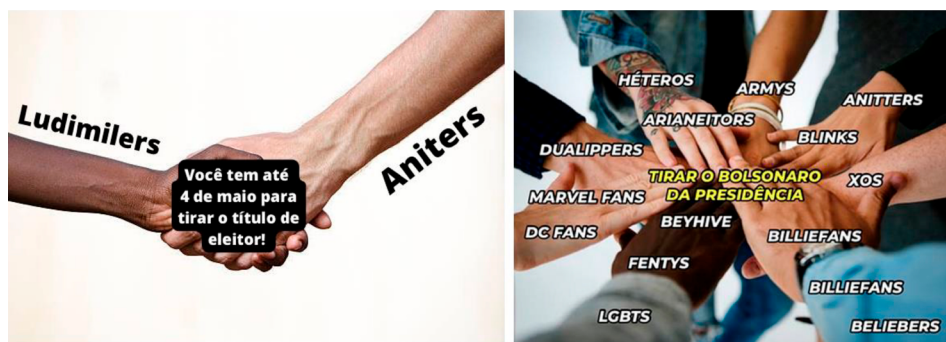 Ludimilers
Aniters
Você tem até
4 de maio para
tirar o título de
eleitor!
HÉTEROS
ARMYS
ANITTERS
ARIANEITORS
BLINKS
DUALIPPERS
TIRAR O BOLSONARO
DA PRESIDÊNCIA
XOS
MARVEL FANS
BEYHIVE
DC FANS
BILLIEFANS
FENTYS
BILLIEFANS
LGBTS
BELIEBERS